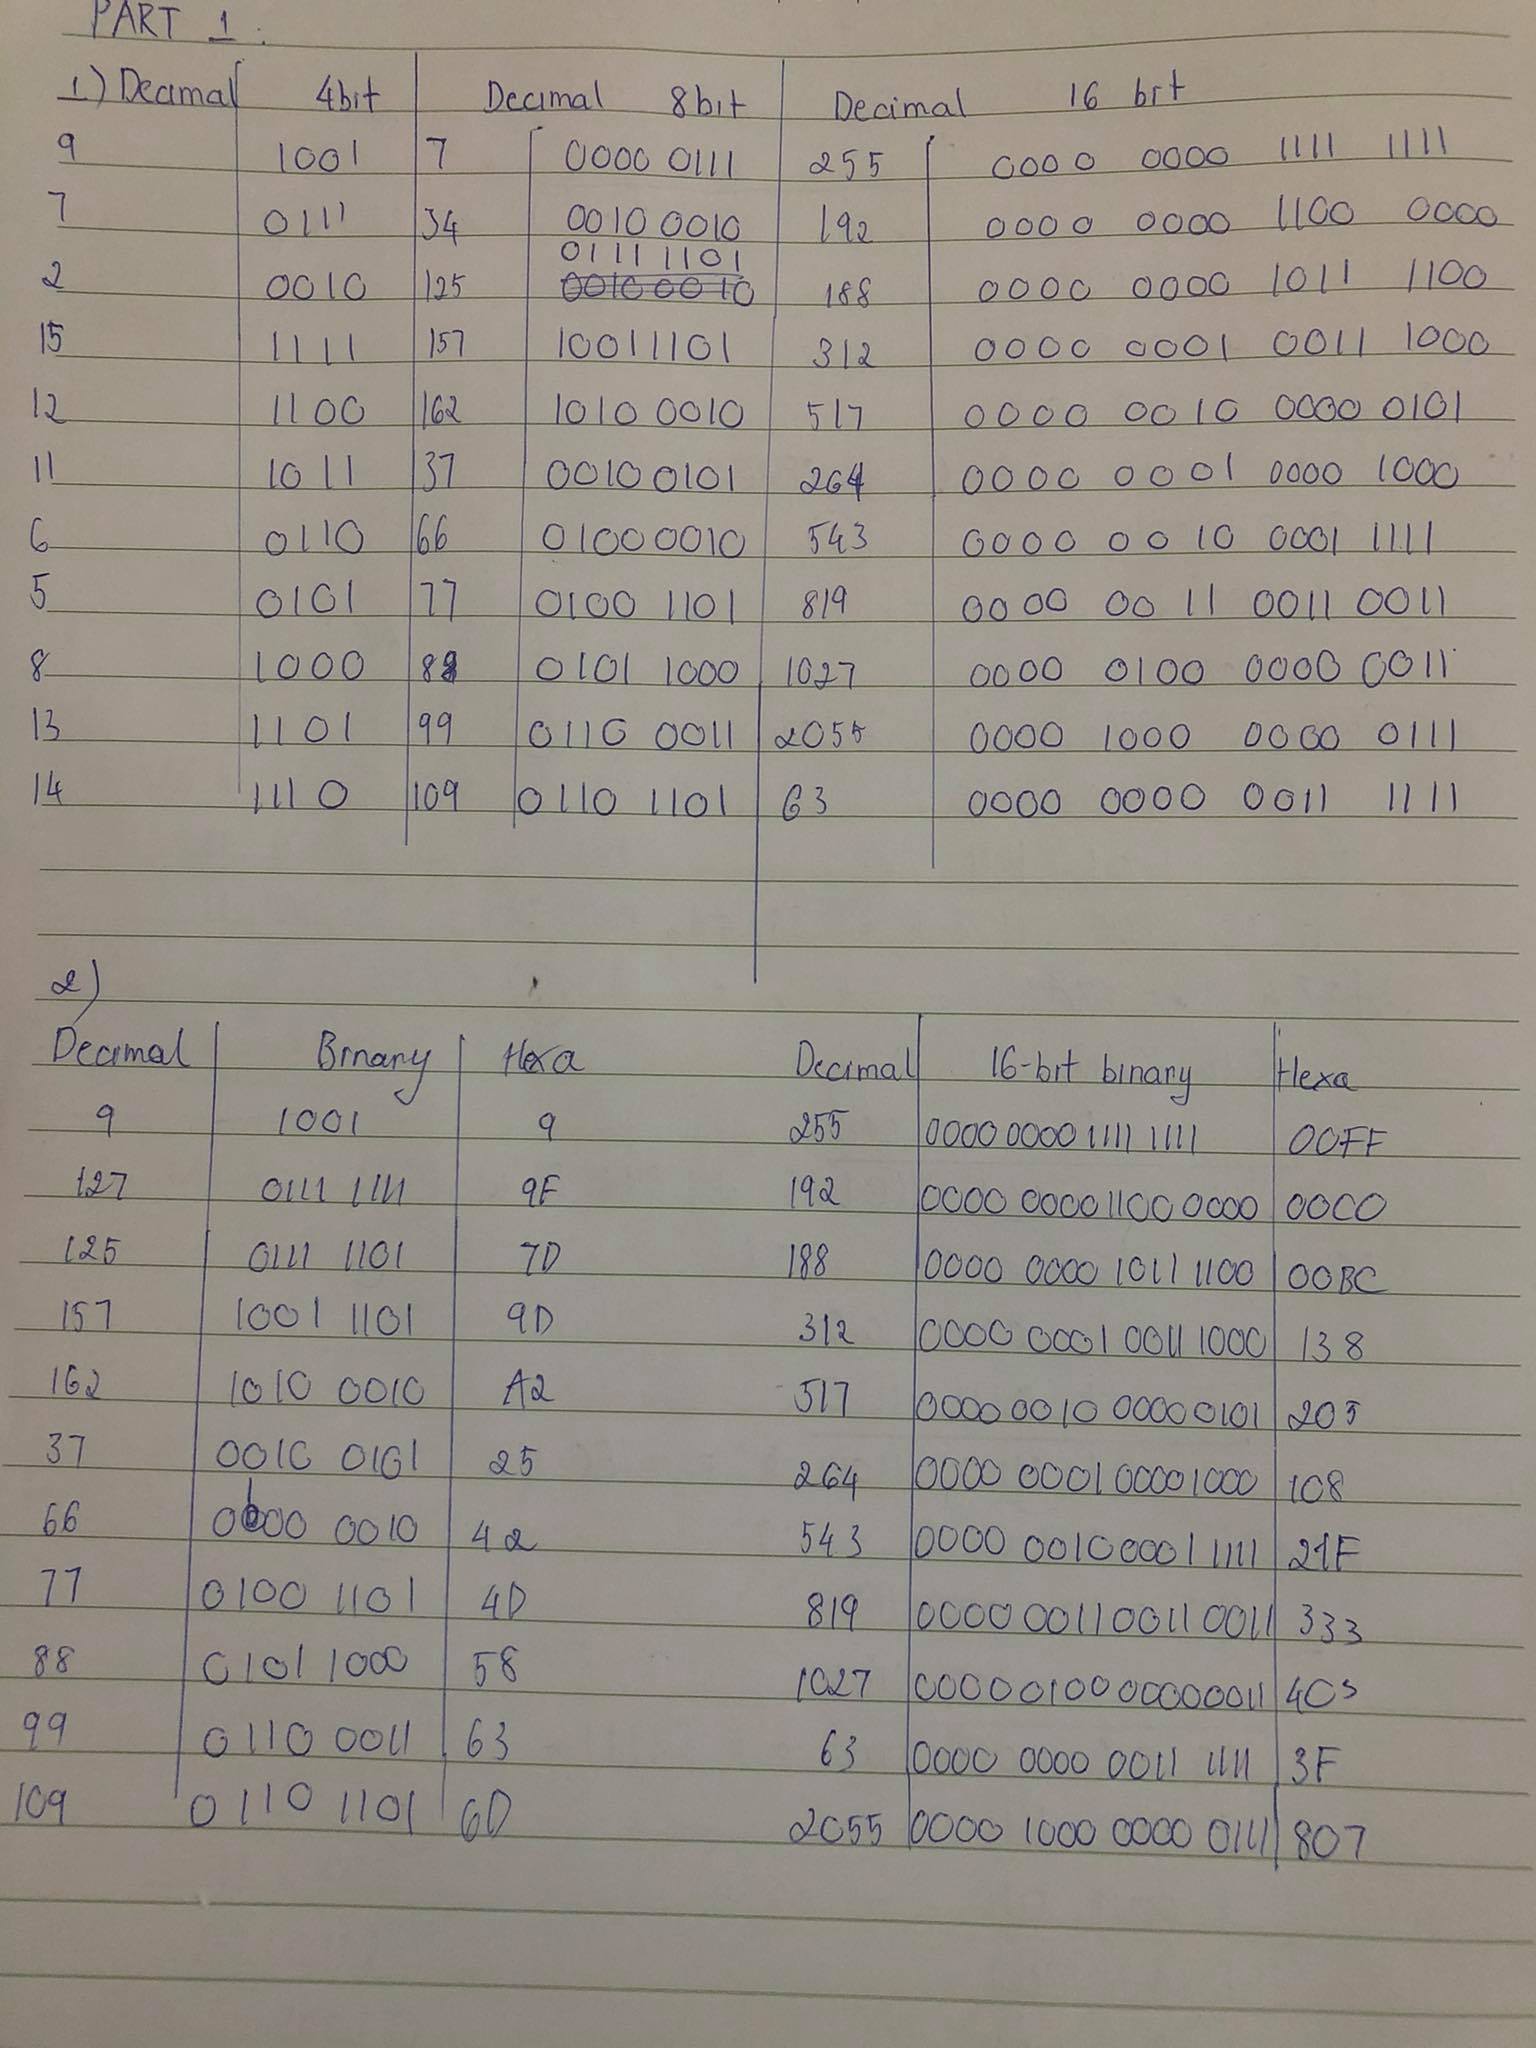 PART 1:
1) Decimal 4bit Decimal 8bit Decimal 16 bit
9 1001 7 0000 0111 255 0000 0000 1111 1111
7 0111 34 0010 0010 192 0000 0000 1100 0000
0111 1101
2 0010 125 0010 0010 188 0000 0000 1011 1100
15 1111 157 10011101 312 0000 0001 0011 1000
12 1100 162 1010 0010 517 0000 0010 0000 0101
11 1011 37 0010 0101 264 0000 0001 0000 1000
6 0110 66 01000010 543 0000 0010 0001 1111
5 0101 77 0100 1101 819 0000 0011 0011 0011
8 1000 88 0101 1000 1027 0000 0100 0000 0011
13 1101 99 0110 0011 2055 0000 1000 0000 0111
14 1110 109 0110 1101 63 0000 0000 0011 1111
2)
Decimal Binary Hexa Decimal 16-bit binary Hexa
9 1001 9 255 0000 0000 1111 1111 00FF
127 0111 1111 9F 192 0000 0000 1100 0000 00C0
125 0111 1101 7D 188 0000 0000 1011 1100 00BC
157 1001 1101 9D 312 0000 0001 0011 1000 138
162 1010 0010 A2 517 0000 0010 0000 0101 205
37 0010 0101 25 264 0000 0001 0000 1000 108
66 0100 0010 42 543 0000 0010 0001 1111 21F
77 0100 1101 4D 819 0000 0011 0011 0011 333
88 0101 1000 58 1027 0000 0100 0000 0011 403
99 0110 0011 63 63 0000 0000 0011 1111 3F
109 0110 1101 6D 2055 0000 1000 0000 0111 807